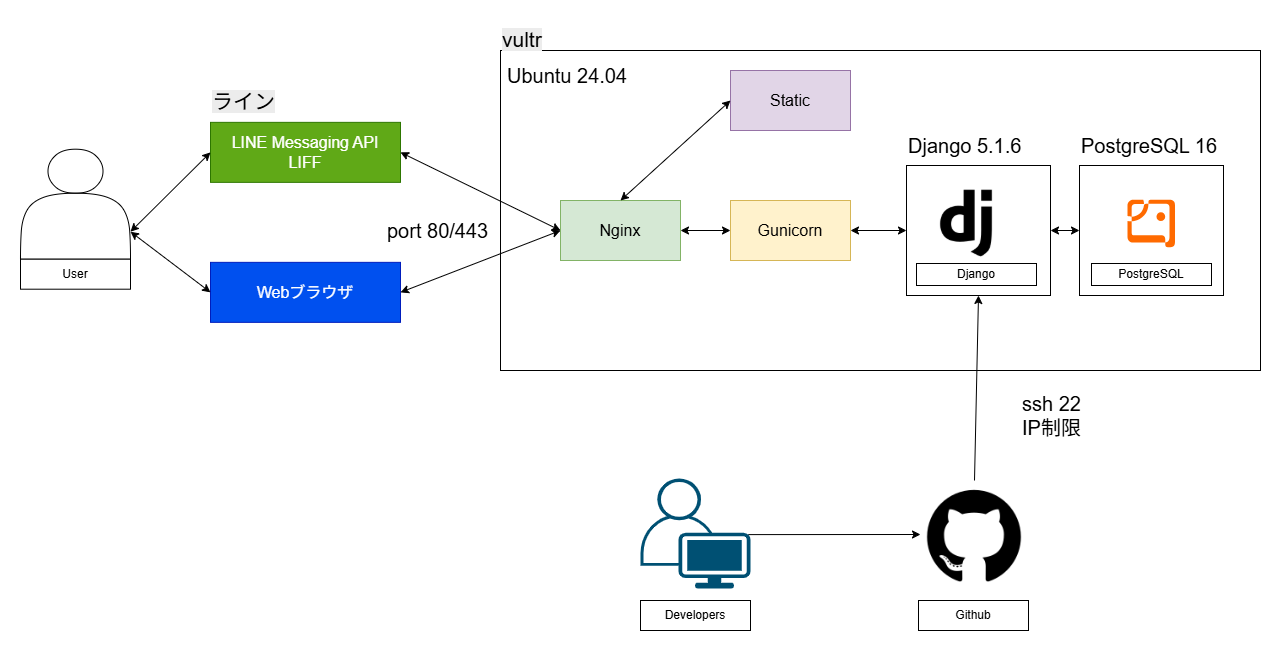 vultr
Ubuntu 24.04
ライン
LINE Messaging API
LIFF
Static
Django 5.1.6
PostgreSQL 16
port 80/443
Nginx
Gunicorn
dj
Django
PostgreSQL
User
Webブラウザ
ssh 22
IP制限
Developers
Github